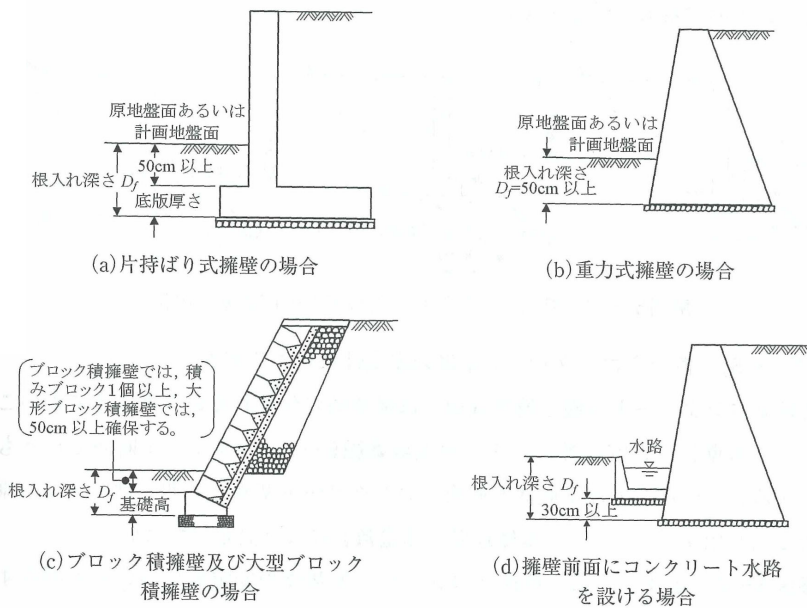 原地盤面あるいは
計画地盤面
50cm 以上
根入れ深さ Df
底版厚さ
(a)片持ばり式擁壁の場合
原地盤面あるいは
計画地盤面
根入れ深さ
Df=50cm 以上
(b)重力式擁壁の場合
ブロック積擁壁では, 積
みブロック1個以上, 大
形ブロック積擁壁では,
50cm 以上確保する。
根入れ深さ Df
基礎高
(c)ブロック積擁壁及び大型ブロック
積擁壁の場合
水路
根入れ深さ Df
30cm 以上
(d)擁壁前面にコンクリート水路
を設ける場合